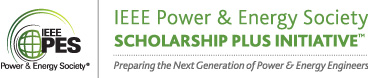 IEEE
PES
Power & Energy Society®
IEEE Power & Energy Society
SCHOLARSHIP PLUS INITIATIVE™
Preparing the Next Generation of Power & Energy Engineers